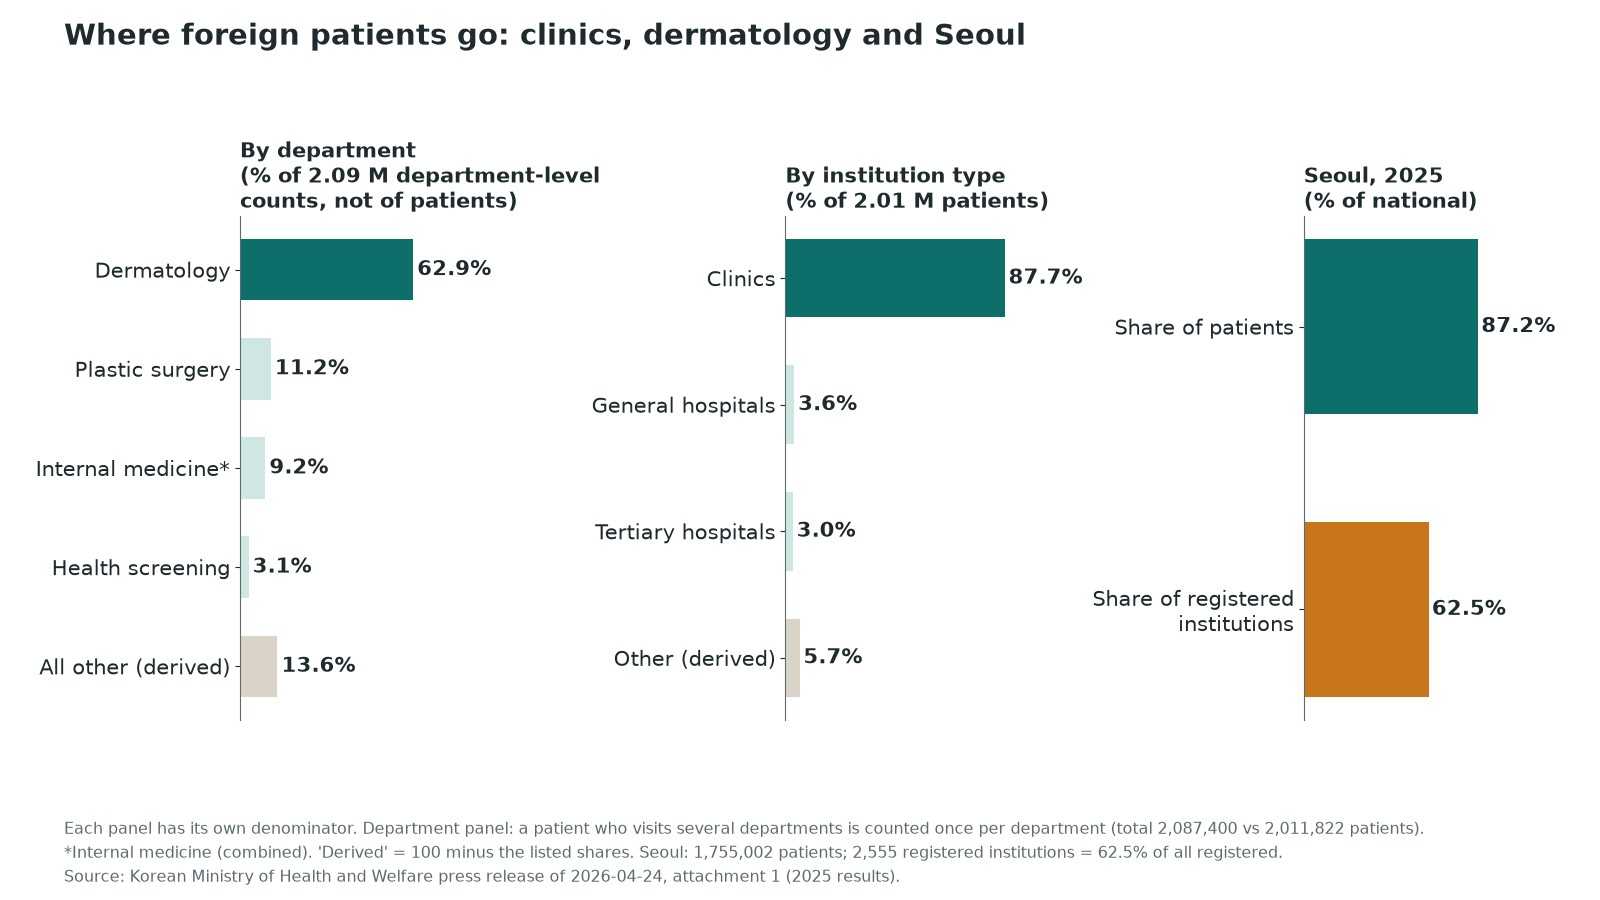 Where foreign patients go: clinics, dermatology and Seoul
By department
(% of 2.09 M department-level
counts, not of patients)
Dermatology
62.9%
Plastic surgery
11.2%
Internal medicine*
9.2%
Health screening
3.1%
All other (derived)
13.6%
By institution type
(% of 2.01 M patients)
Clinics
87.7%
General hospitals
3.6%
Tertiary hospitals
3.0%
Other (derived)
5.7%
Seoul, 2025
(% of national)
Share of patients
87.2%
Share of registered
institutions
62.5%
Each panel has its own denominator. Department panel: a patient who visits several departments is counted once per department (total 2,087,400 vs 2,011,822 patients).
*Internal medicine (combined). 'Derived' = 100 minus the listed shares. Seoul: 1,755,002 patients; 2,555 registered institutions = 62.5% of all registered.
Source: Korean Ministry of Health and Welfare press release of 2026-04-24, attachment 1 (2025 results).